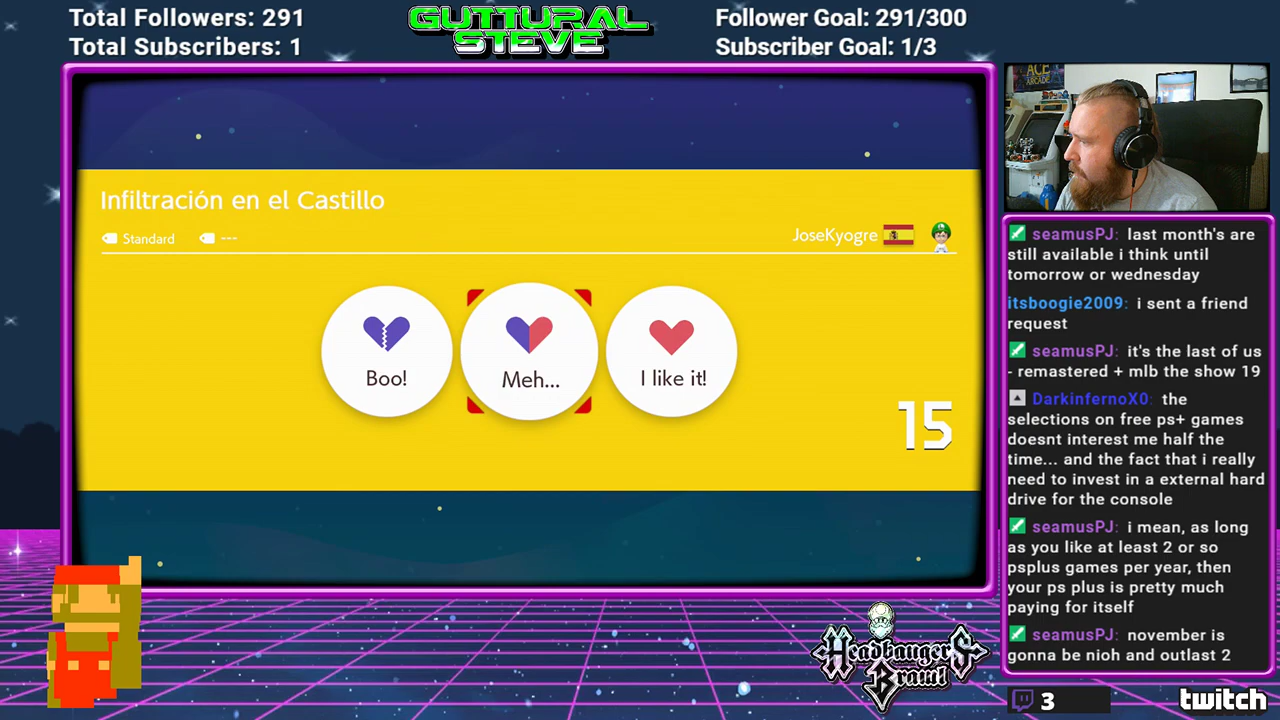 Total Followers: 291
Total Subscribers: 1
GUTTURAL
STEVE
Follower Goal: 291/300
Subscriber Goal: 1/3
ACE
ARCADE
Infiltración en el Castillo
Standard
---
JoseKyogre
Boo!
Meh...
I like it!
15
seamusPJ: last month's are
still available i think until
tomorrow or wednesday
itsboogie2009: i sent a friend
request
seamusPJ: it's the last of us
- remastered + mlb the show 19
DarkinfernoX0: the
selections on free ps+ games
doesnt interest me half the
time... and the fact that i really
need to invest in a external hard
drive for the console
seamusPJ: i mean, as long
as you like at least 2 or so
psplus games per year, then
your ps plus is pretty much
paying for itself
seamusPJ: november is
gonna be nioh and outlast 2
Headbangers
Brawl
3
twitch